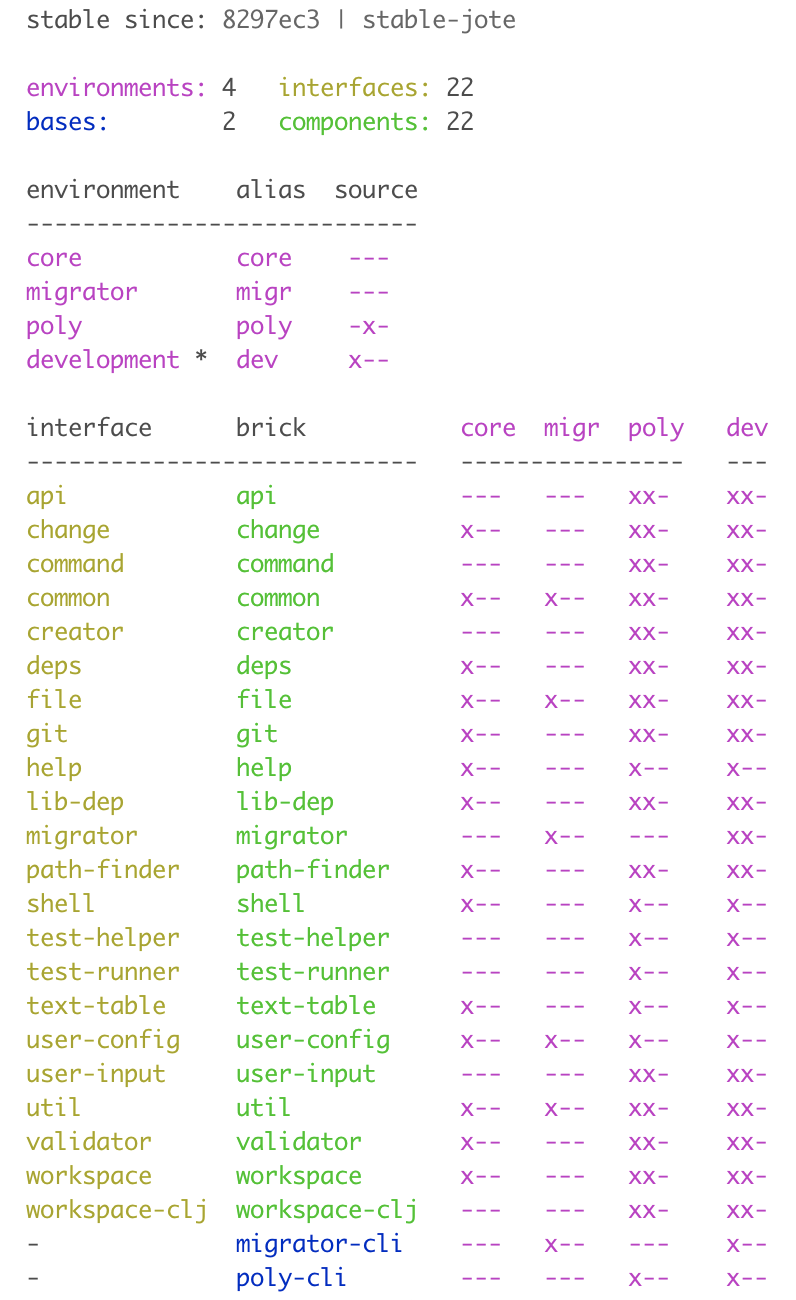 stable since: 8297ec3 | stable-jote
environments: 4   interfaces: 22
bases:        2   components: 22
environment    alias  source
----------------------------
core           core    ---
migrator       migr    ---
poly           poly    -x-
development *  dev     x--
interface      brick           core  migr  poly   dev
----------------------------   ----------------   ---
api            api             ---   ---   xx-    xx-
change         change          x--   ---   xx-    xx-
command        command         ---   ---   xx-    xx-
common         common          x--   x--   xx-    xx-
creator        creator         ---   ---   xx-    xx-
deps           deps            x--   ---   xx-    xx-
file           file            x--   x--   xx-    xx-
git            git             x--   ---   xx-    xx-
help           help            x--   ---   x--    x--
lib-dep        lib-dep         x--   ---   xx-    xx-
migrator       migrator        ---   x--   ---    xx-
path-finder    path-finder     x--   ---   xx-    xx-
shell          shell           x--   ---   x--    x--
test-helper    test-helper     ---   ---   x--    x--
test-runner    test-runner     ---   ---   x--    x--
text-table     text-table      x--   ---   x--    x--
user-config    user-config     x--   x--   x--    x--
user-input     user-input      ---   ---   xx-    xx-
util           util            x--   x--   xx-    xx-
validator      validator       x--   ---   xx-    xx-
workspace      workspace       x--   ---   xx-    xx-
workspace-clj  workspace-clj   ---   ---   xx-    xx-
-              migrator-cli    ---   x--   ---    x--
-              poly-cli        ---   ---   x--    x--